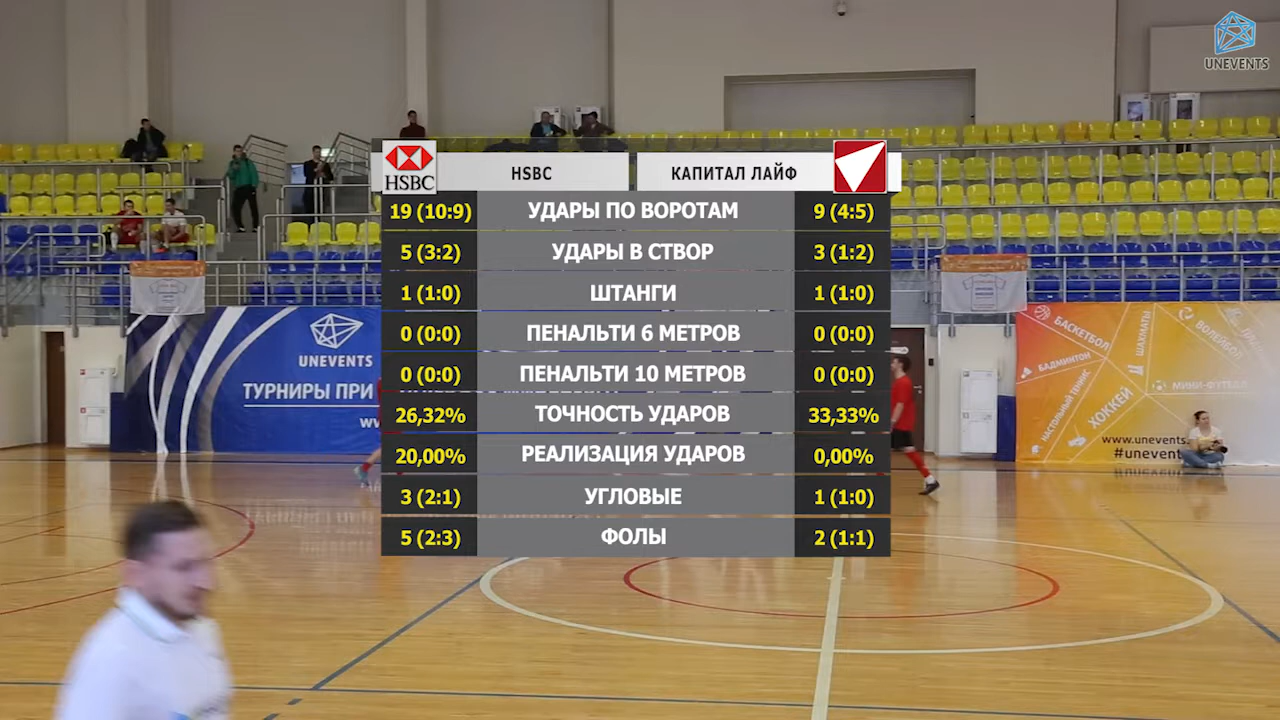 UNEVENTS
HSBC
HSBC
КАПИТАЛ ЛАЙФ
19 (10:9) УДАРЫ ПО ВОРОТАМ 9 (4:5)
5 (3:2) УДАРЫ В СТВОР 3 (1:2)
1 (1:0) ШТАНГИ 1 (1:0)
0 (0:0) ПЕНАЛЬТИ 6 МЕТРОВ 0 (0:0)
0 (0:0) ПЕНАЛЬТИ 10 МЕТРОВ 0 (0:0)
26,32% ТОЧНОСТЬ УДАРОВ 33,33%
20,00% РЕАЛИЗАЦИЯ УДАРОВ 0,00%
3 (2:1) УГЛОВЫЕ 1 (1:0)
5 (2:3) ФОЛЫ 2 (1:1)
UNEVENTS
ТУРНИРЫ ПРИ
БАСКЕТБОЛ
ШАХМАТЫ
ВОЛЕЙБОЛ
БАДМИНТОН
НАСТОЛЬНЫЙ ТЕННИС
ХОККЕЙ
МИНИ-ФУТБОЛ
www.unevents.
#unevent